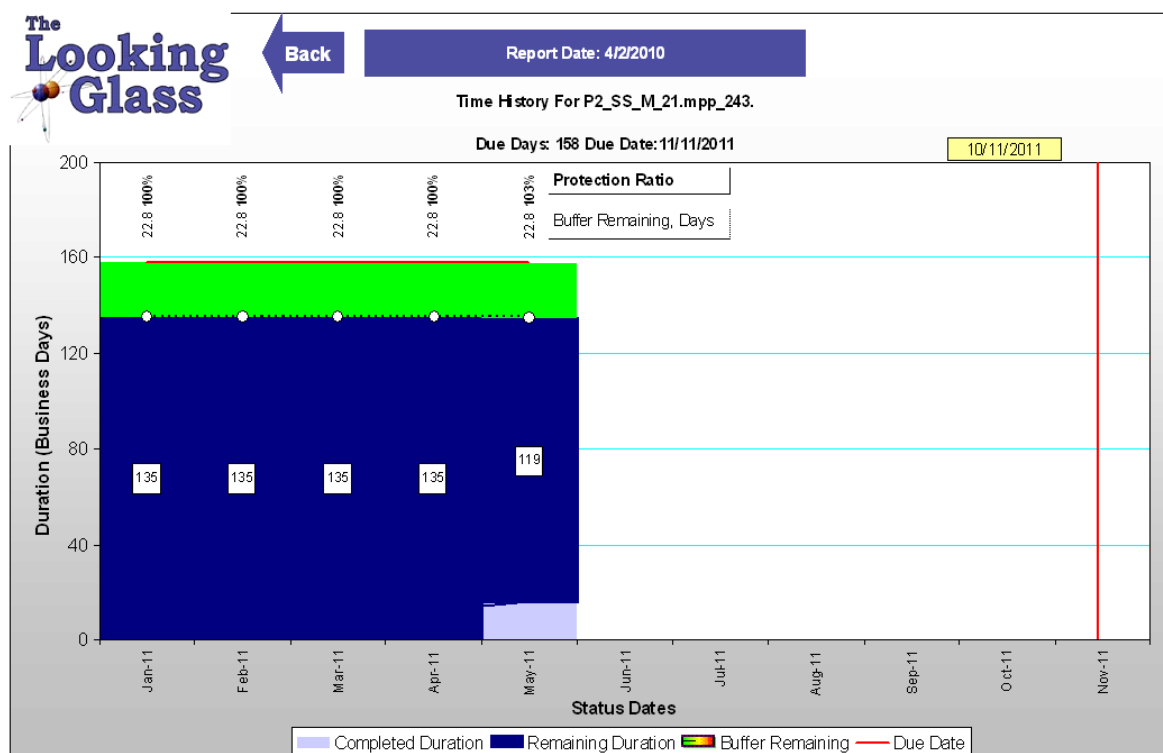 The
Looking
Glass
Back
Report Date: 4/2/2010
Time History For P2_SS_M_21.mpp_243.
Due Days: 158 Due Date:11/11/2011
10/11/2011
Protection Ratio
Buffer Remaining, Days
22.8 100%
22.8 100%
22.8 100%
22.8 100%
22.8 103%
Duration (Business Days)
200
160
120
80
40
0
135
135
135
135
119
Jan-11
Feb-11
Mar-11
Apr-11
May-11
Jun-11
Jul-11
Aug-11
Sep-11
Oct-11
Nov-11
Status Dates
Completed Duration Remaining Duration Buffer Remaining Due Date